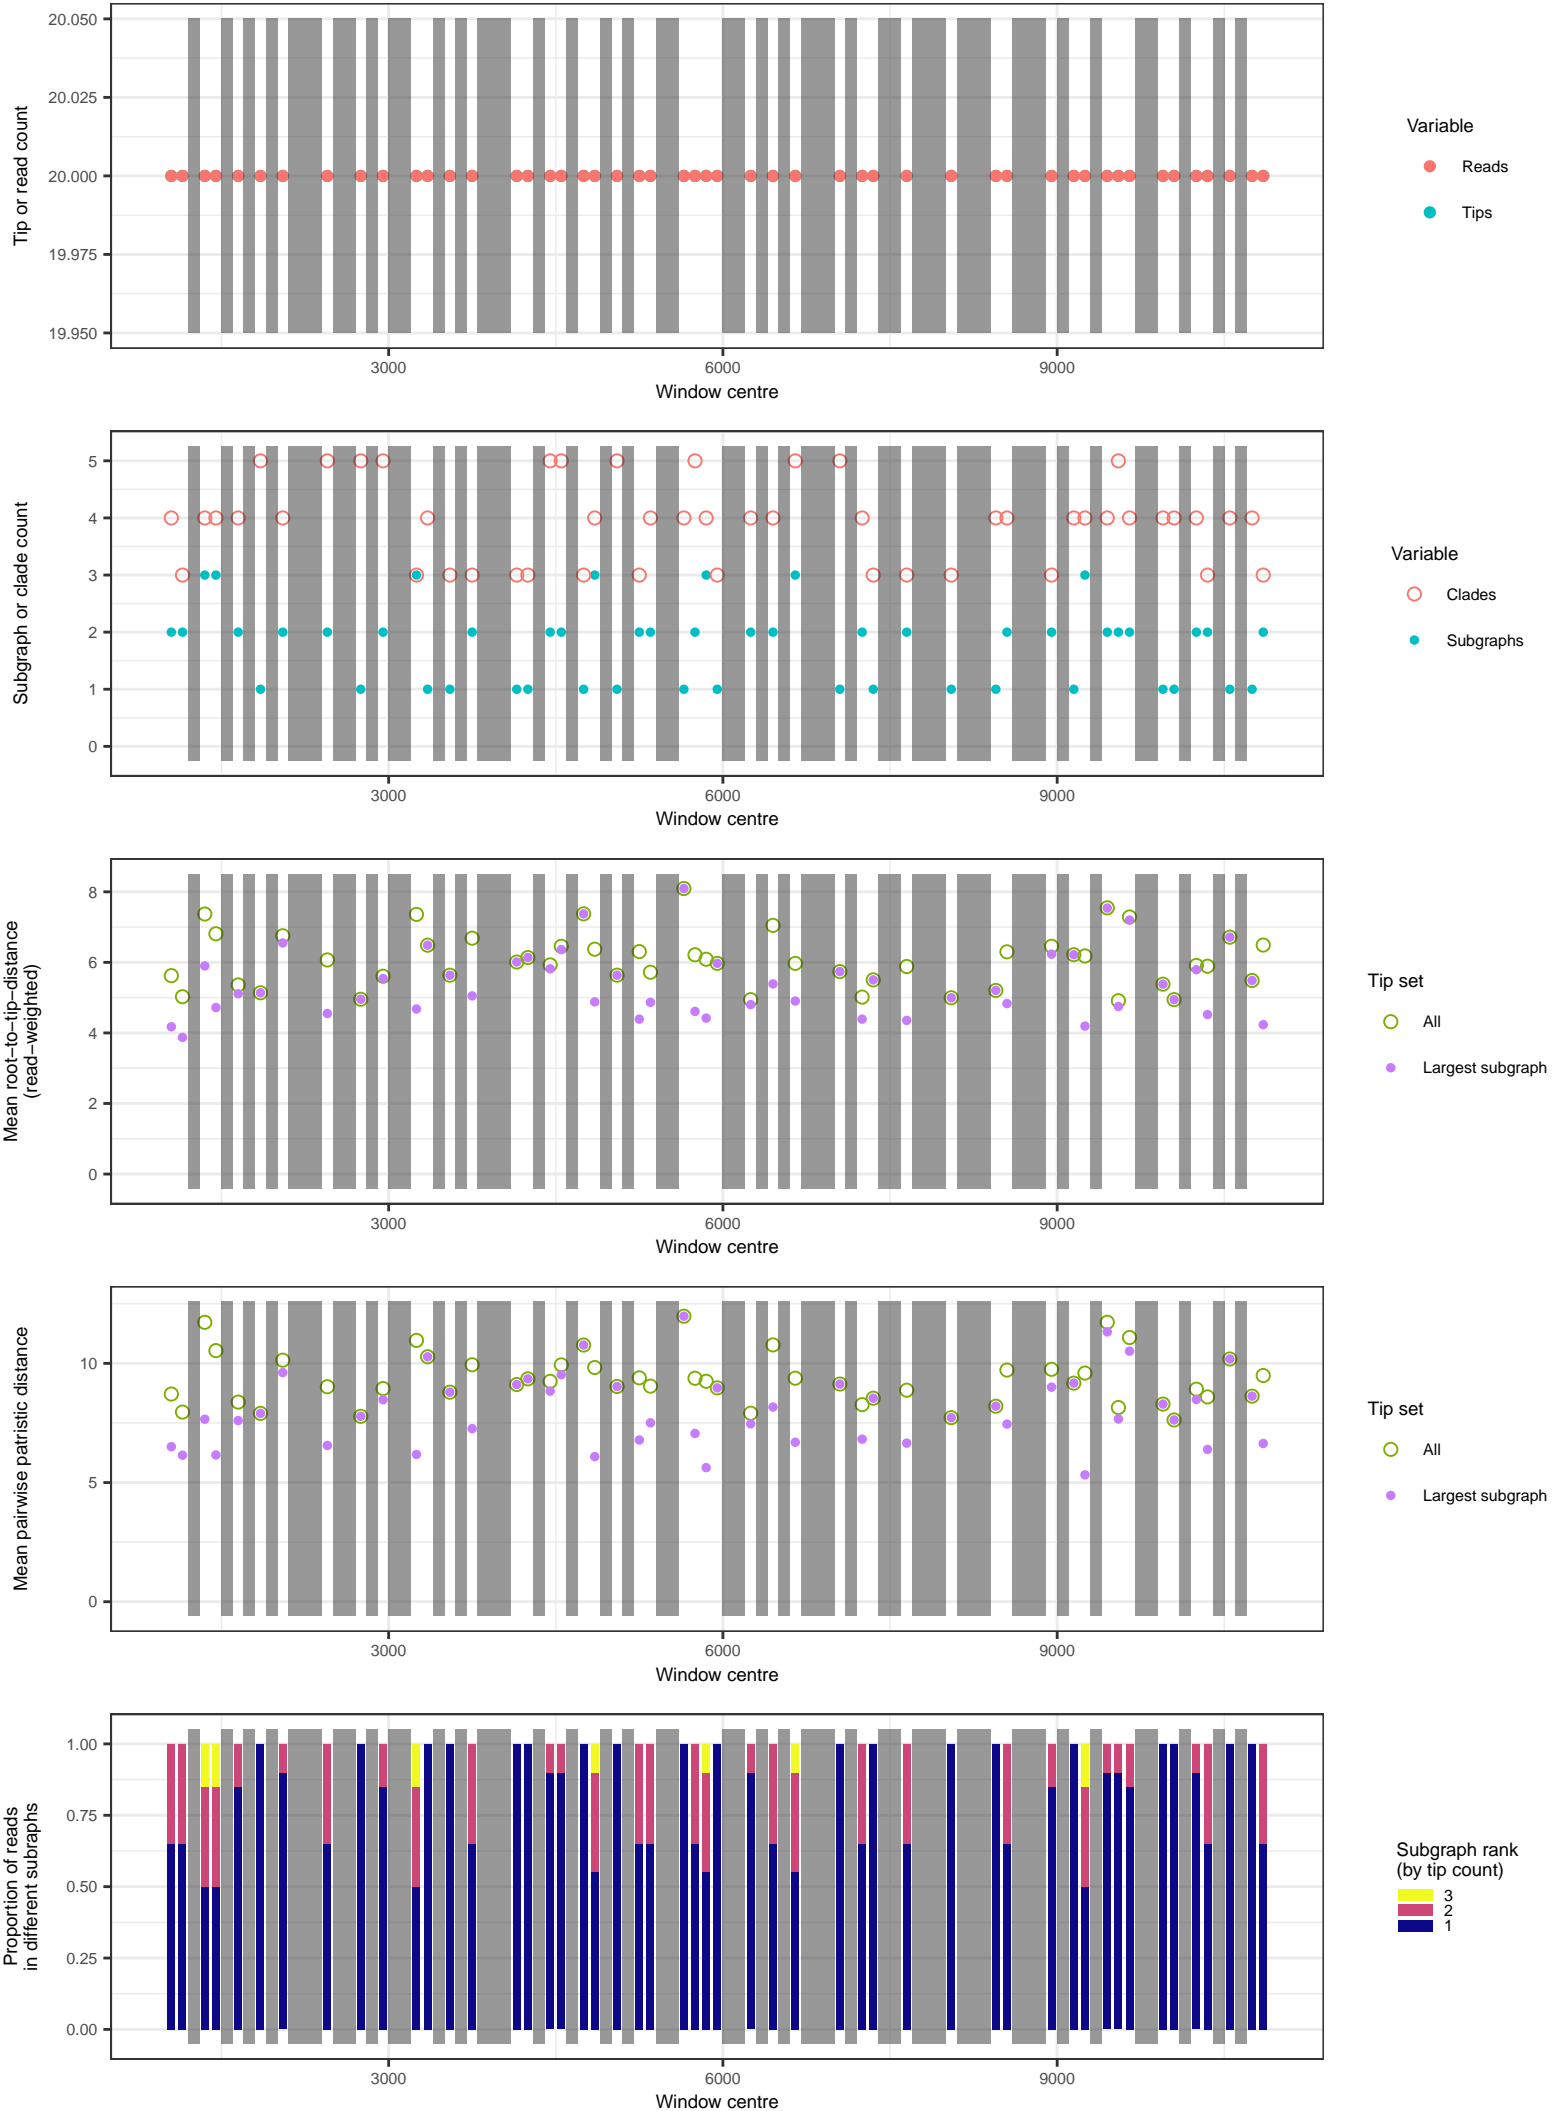 Tip or read count
20.050
20.025
20.000
19.975
19.950
3000
6000
9000
Window centre
Variable
Reads
Tips
Subgraph or clade count
5
4
3
2
1
0
3000
6000
9000
Window centre
Variable
Clades
Subgraphs
Mean root−to−tip−distance
(read−weighted)
8
6
4
2
0
3000
6000
9000
Window centre
Tip set
All
Largest subgraph
Mean pairwise patristic distance
10
5
0
3000
6000
9000
Window centre
Tip set
All
Largest subgraph
Proportion of reads
in different subraphs
1.00
0.75
0.50
0.25
0.00
3000
6000
9000
Window centre
Subgraph rank
(by tip count)
3
2
1